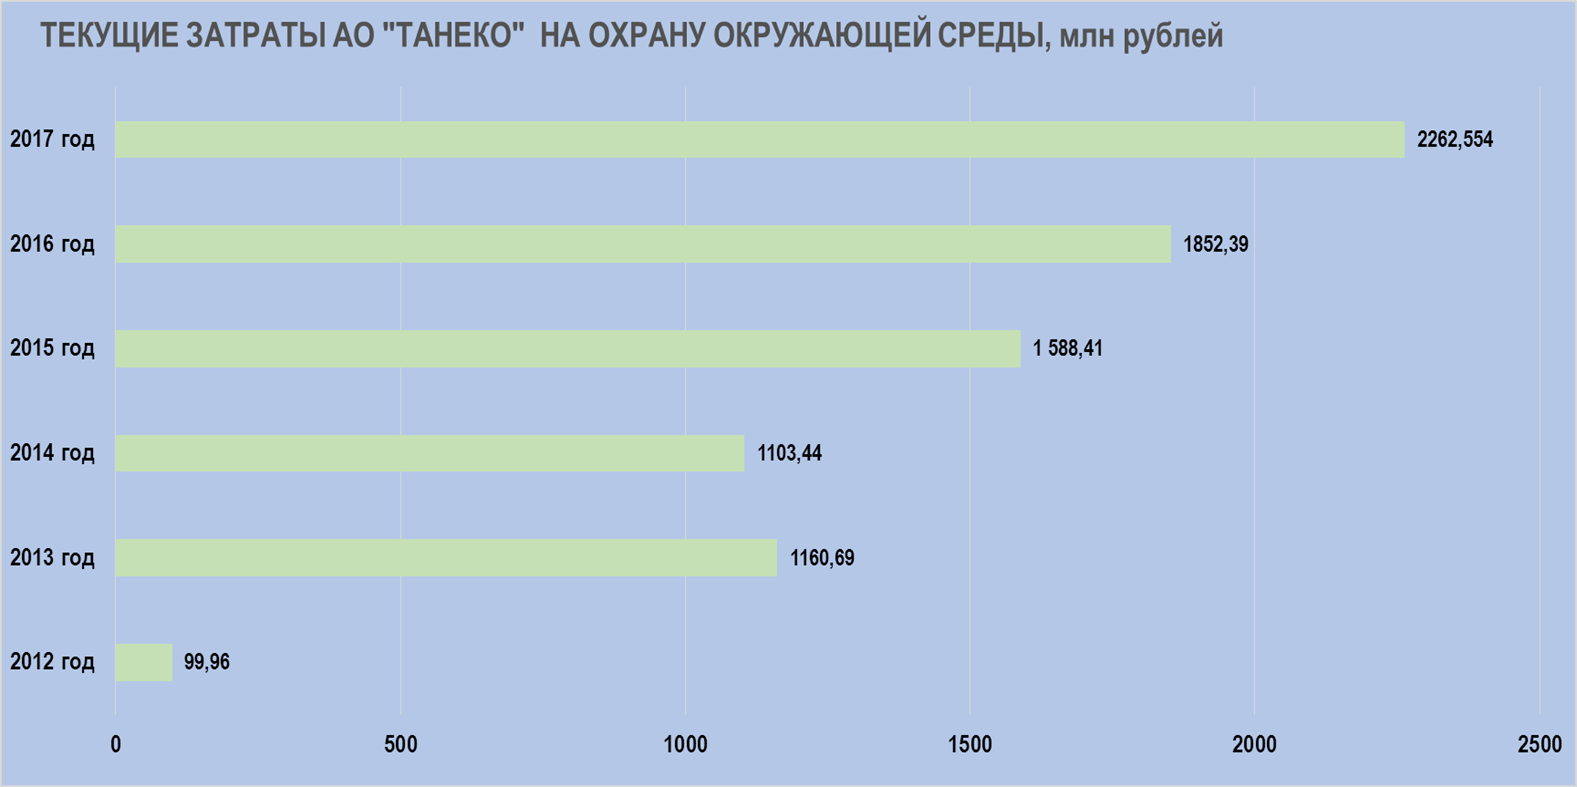 ТЕКУЩИЕ ЗАТРАТЫ АО "ТАНЕКО"  НА ОХРАНУ ОКРУЖАЮЩЕЙ СРЕДЫ, млн рублей
2017 год 2262,554
2016 год 1852,39
2015 год 1 588,41
2014 год 1103,44
2013 год 1160,69
2012 год 99,96
0 500 1000 1500 2000 2500